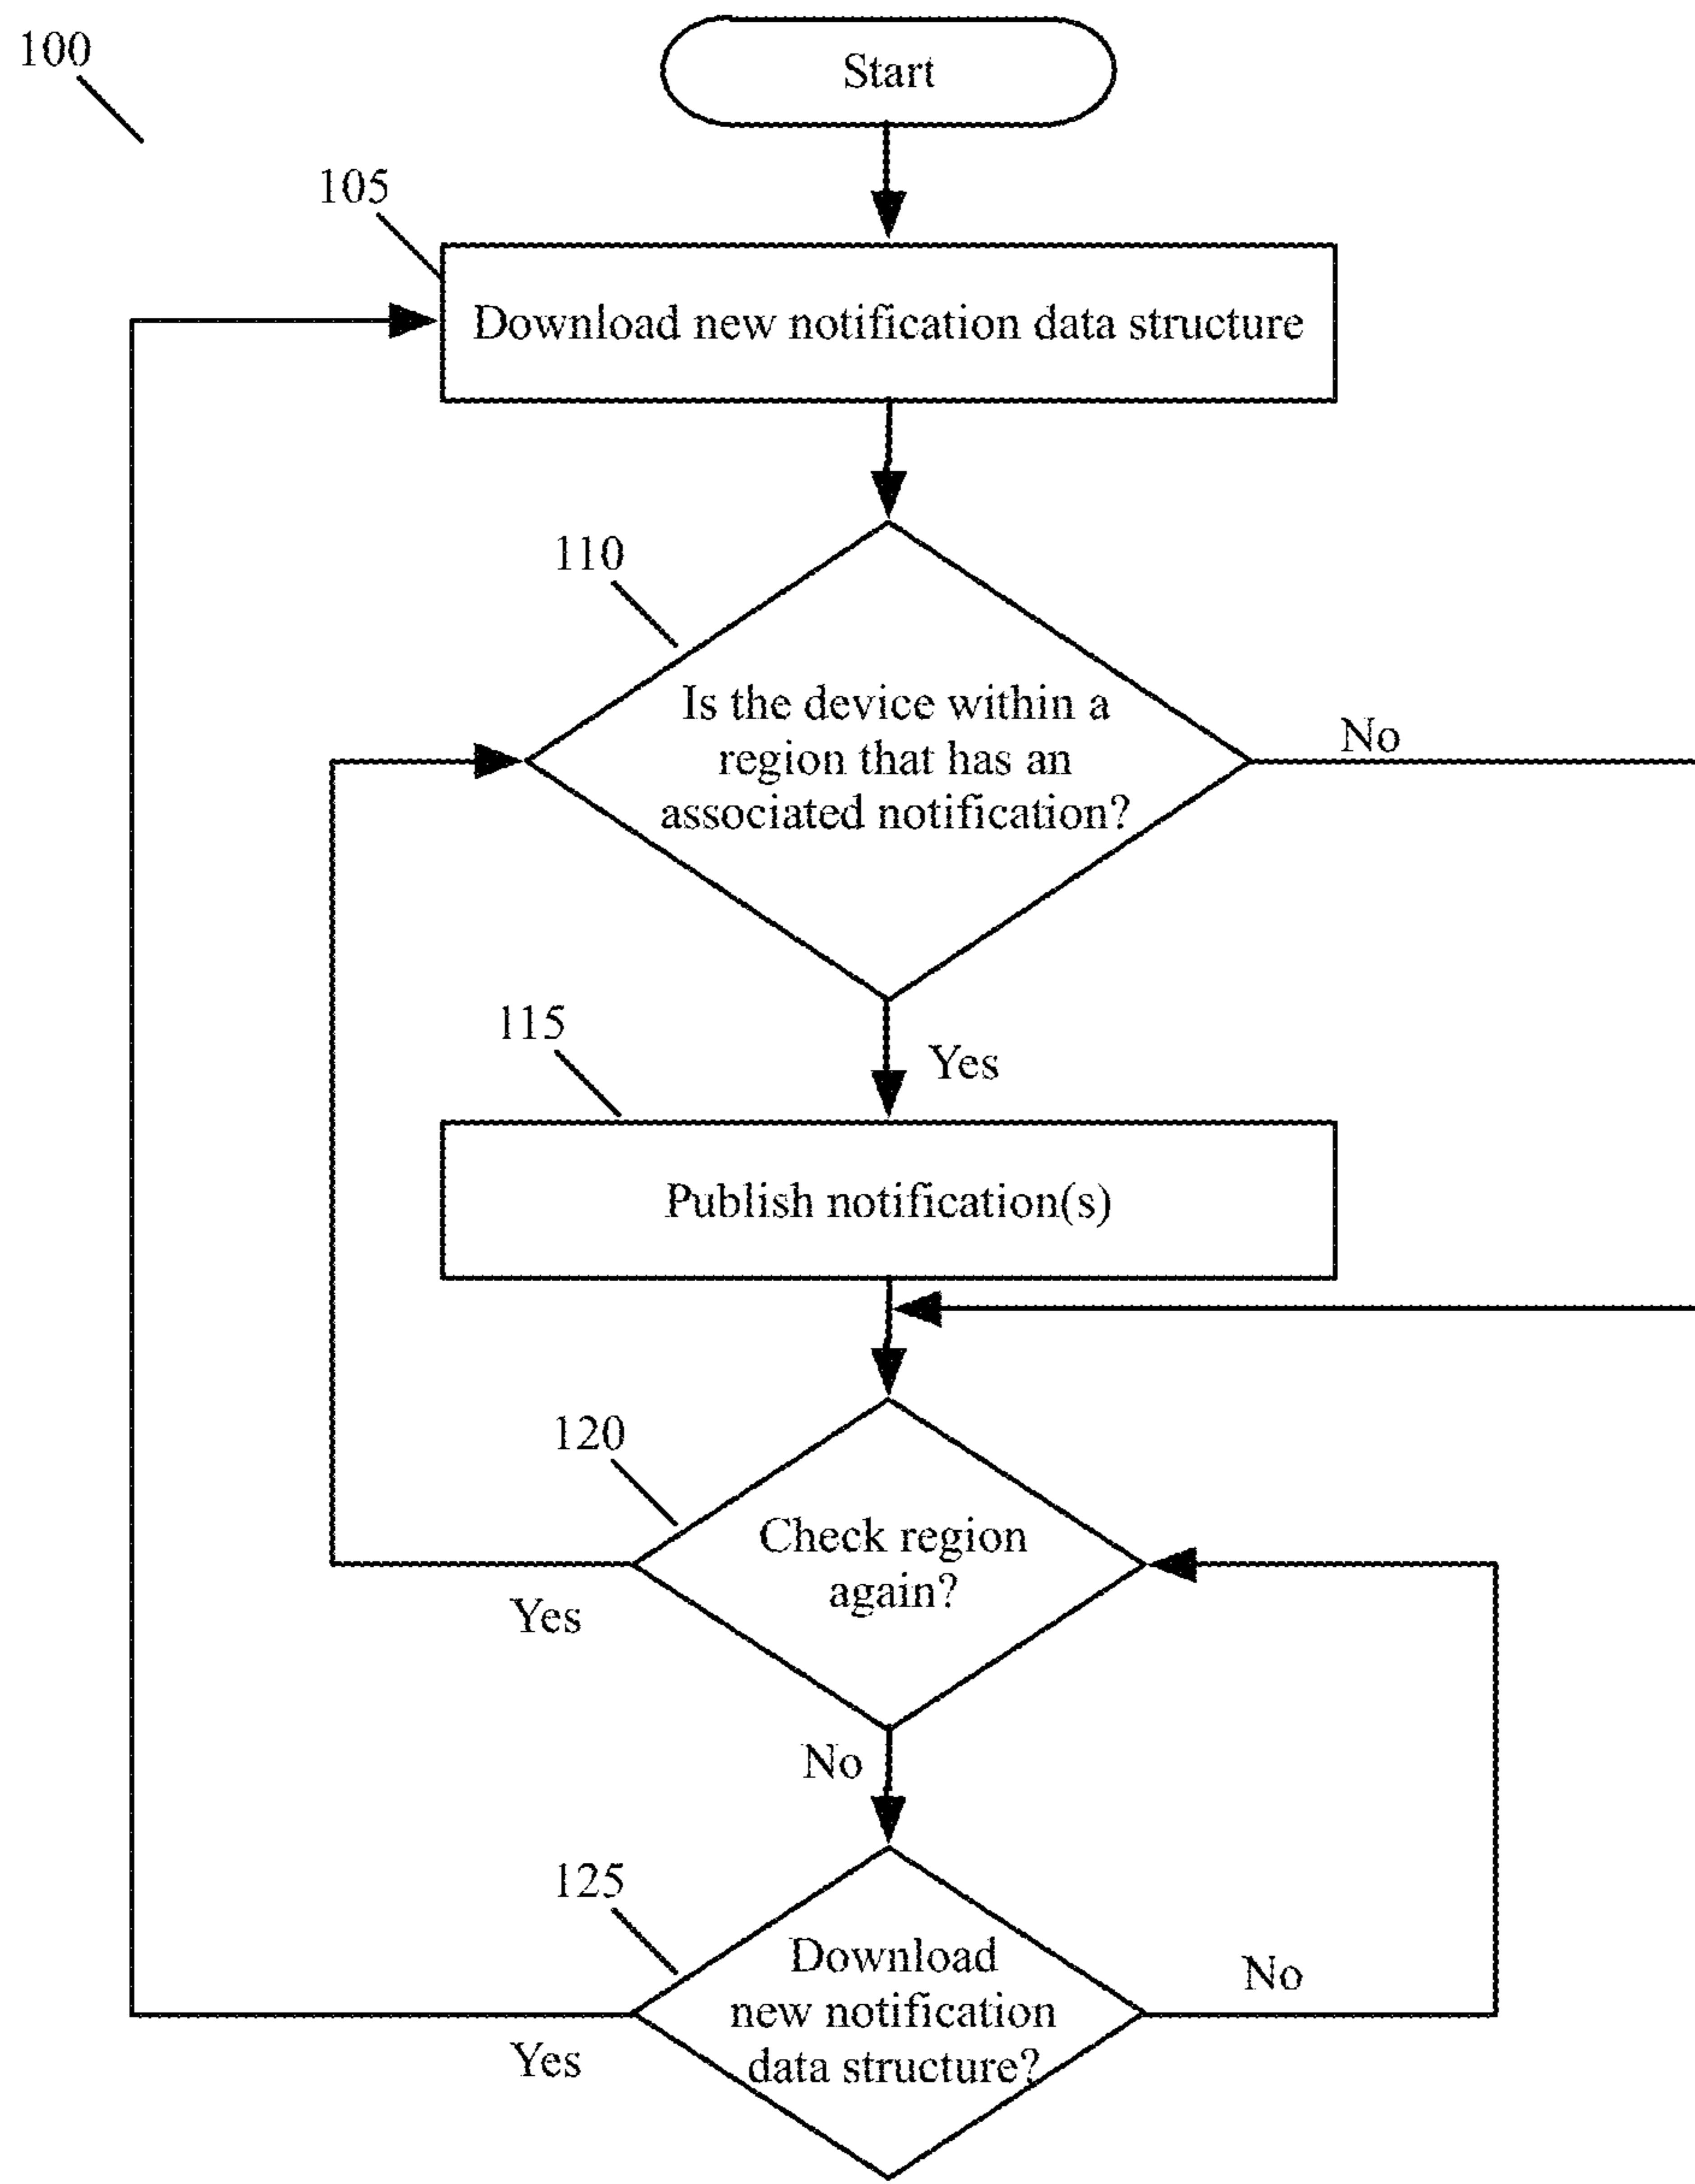 100
Start
105
Download new notification data structure
110
Is the device within a
region that has an
associated notification?
No
115
Yes
Publish notification(s)
120
Check region
again?
Yes
No
125
Download
new notification
data structure?
No
Yes